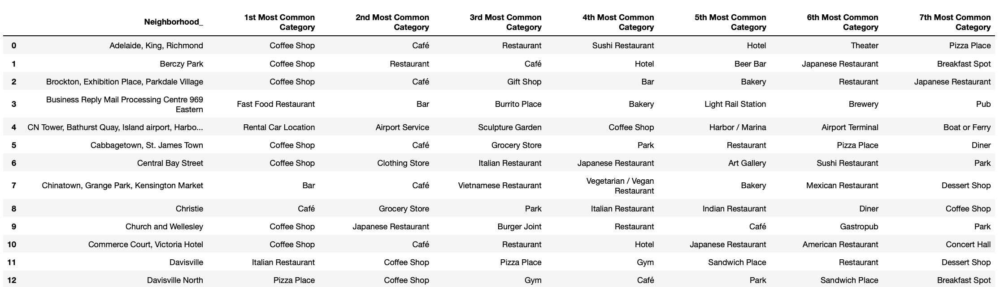 Neighborhood_ 1st Most Common Category 2nd Most Common Category 3rd Most Common Category 4th Most Common Category 5th Most Common Category 6th Most Common Category 7th Most Common Category
0 Adelaide, King, Richmond Coffee Shop Café Restaurant Sushi Restaurant Hotel Theater Pizza Place
1 Berczy Park Coffee Shop Restaurant Café Hotel Beer Bar Japanese Restaurant Breakfast Spot
2 Brockton, Exhibition Place, Parkdale Village Coffee Shop Café Gift Shop Bar Bakery Restaurant Japanese Restaurant
3 Business Reply Mail Processing Centre 969 Eastern Fast Food Restaurant Bar Burrito Place Bakery Light Rail Station Brewery Pub
4 CN Tower, Bathurst Quay, Island airport, Harbo... Rental Car Location Airport Service Sculpture Garden Coffee Shop Harbor / Marina Airport Terminal Boat or Ferry
5 Cabbagetown, St. James Town Coffee Shop Café Grocery Store Park Restaurant Pizza Place Diner
6 Central Bay Street Coffee Shop Clothing Store Italian Restaurant Japanese Restaurant Art Gallery Sushi Restaurant Park
7 Chinatown, Grange Park, Kensington Market Bar Café Vietnamese Restaurant Vegetarian / Vegan Restaurant Bakery Mexican Restaurant Dessert Shop
8 Christie Café Grocery Store Park Italian Restaurant Indian Restaurant Diner Coffee Shop
9 Church and Wellesley Coffee Shop Japanese Restaurant Burger Joint Restaurant Café Gastropub Park
10 Commerce Court, Victoria Hotel Coffee Shop Café Restaurant Hotel Japanese Restaurant American Restaurant Concert Hall
11 Davisville Italian Restaurant Coffee Shop Pizza Place Gym Sandwich Place Restaurant Dessert Shop
12 Davisville North Pizza Place Coffee Shop Gym Café Park Sandwich Place Breakfast Spot